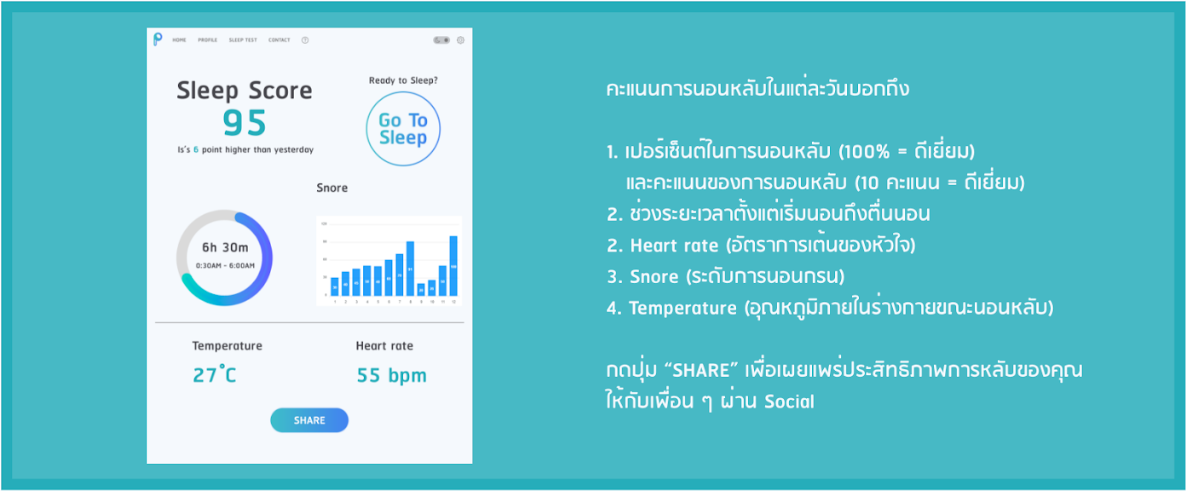 HOME PROFILE SLEEP TEST CONTACT ?
Sleep Score
95
Is's 6 point higher than yesterday
Ready to Sleep?
Go To
Sleep
Snore
6h 30m
0:30AM - 6:00AM
1 2 3 4 5 6 7 8 9 10 11 12
Temperature
27°C
Heart rate
55 bpm
SHARE
คะแนนการนอนหลับในแต่ละวันบอกถึง
1. เปอร์เซ็นต์ในการนอนหลับ (100% = ดีเยี่ยม)
และคะแนนของการนอนหลับ (10 คะแนน = ดีเยี่ยม)
2. ช่วงระยะเวลาตั้งแต่เริ่มนอนถึงตื่นนอน
2. Heart rate (อัตราการเต้นของหัวใจ)
3. Snore (ระดับการนอนกรน)
4. Temperature (อุณหภูมิภายในร่างกายขณะนอนหลับ)
กดปุ่ม “SHARE” เพื่อเผยแพร่ประสิทธิภาพการหลับของคุณ
ให้กับเพื่อน ๆ ผ่าน Social